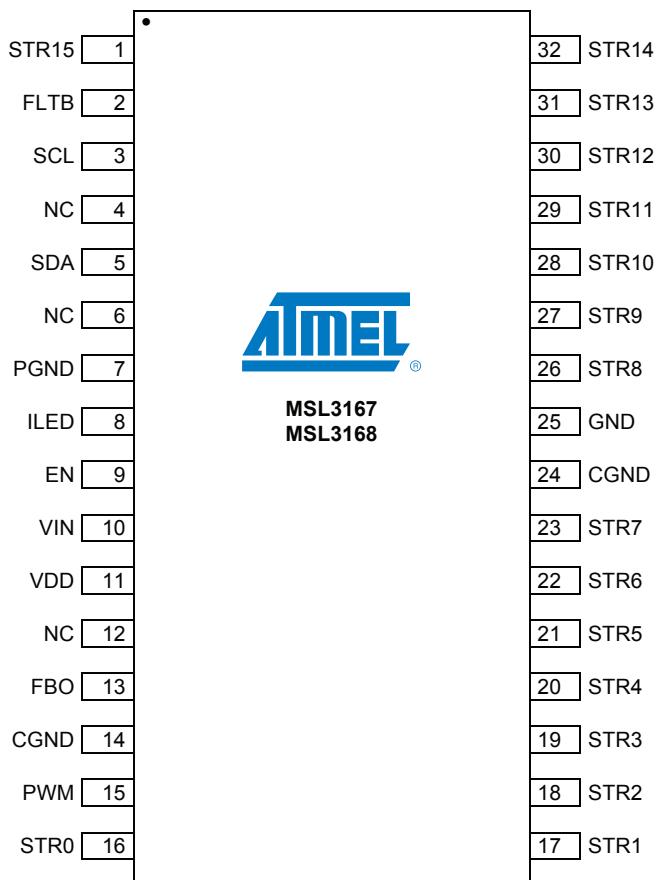 STR15 1 32 STR14
FLTB 2 31 STR13
SCL 3 30 STR12
NC 4 29 STR11
SDA 5 28 STR10
NC 6 27 STR9
PGND 7 26 STR8
ILED 8 25 GND
EN 9 24 CGND
VIN 10 23 STR7
VDD 11 22 STR6
NC 12 21 STR5
FBO 13 20 STR4
CGND 14 19 STR3
PWM 15 18 STR2
STR0 16 17 STR1
ATMEL ®
MSL3167
MSL3168